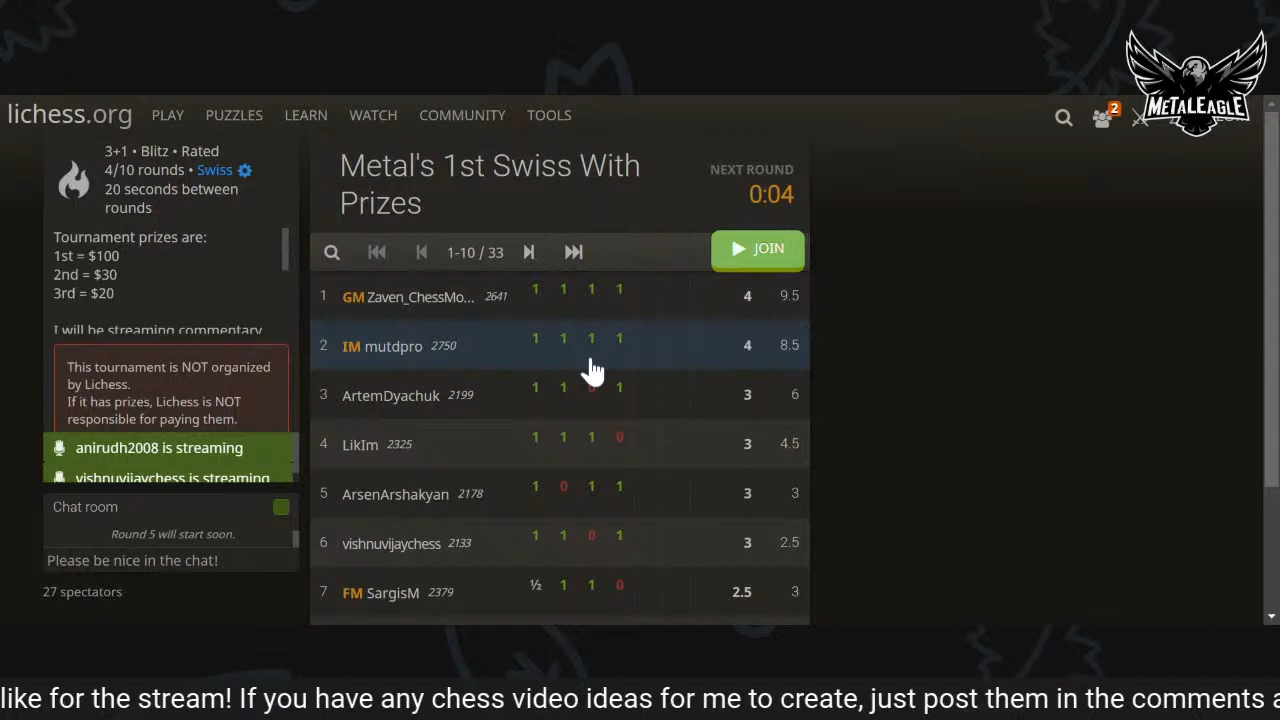 METALEAGLE
lichess.org PLAY PUZZLES LEARN WATCH COMMUNITY TOOLS 2
3+1 • Blitz • Rated
4/10 rounds • Swiss
20 seconds between
rounds
Tournament prizes are:
1st = $100
2nd = $30
3rd = $20
I will be streaming commentary
This tournament is NOT organized
by Lichess.
If it has prizes, Lichess is NOT
responsible for paying them.
anirudh2008 is streaming
vishnuvijaychess is streaming
Chat room
Round 5 will start soon.
Please be nice in the chat!
27 spectators
Metal's 1st Swiss With
Prizes
NEXT ROUND
0:04
1-10 / 33
JOIN
1 GM Zaven_ChessMo... 2641 1 1 1 1 4 9.5
2 IM mutdpro 2750 1 1 1 1 4 8.5
3 ArtemDyachuk 2199 1 1 0 1 3 6
4 LikIm 2325 1 1 1 0 3 4.5
5 ArsenArshakyan 2178 1 0 1 1 3 3
6 vishnuvijaychess 2133 1 1 0 1 3 2.5
7 FM SargisM 2379 ½ 1 1 0 2.5 3
like for the stream! If you have any chess video ideas for me to create, just post them in the comments a